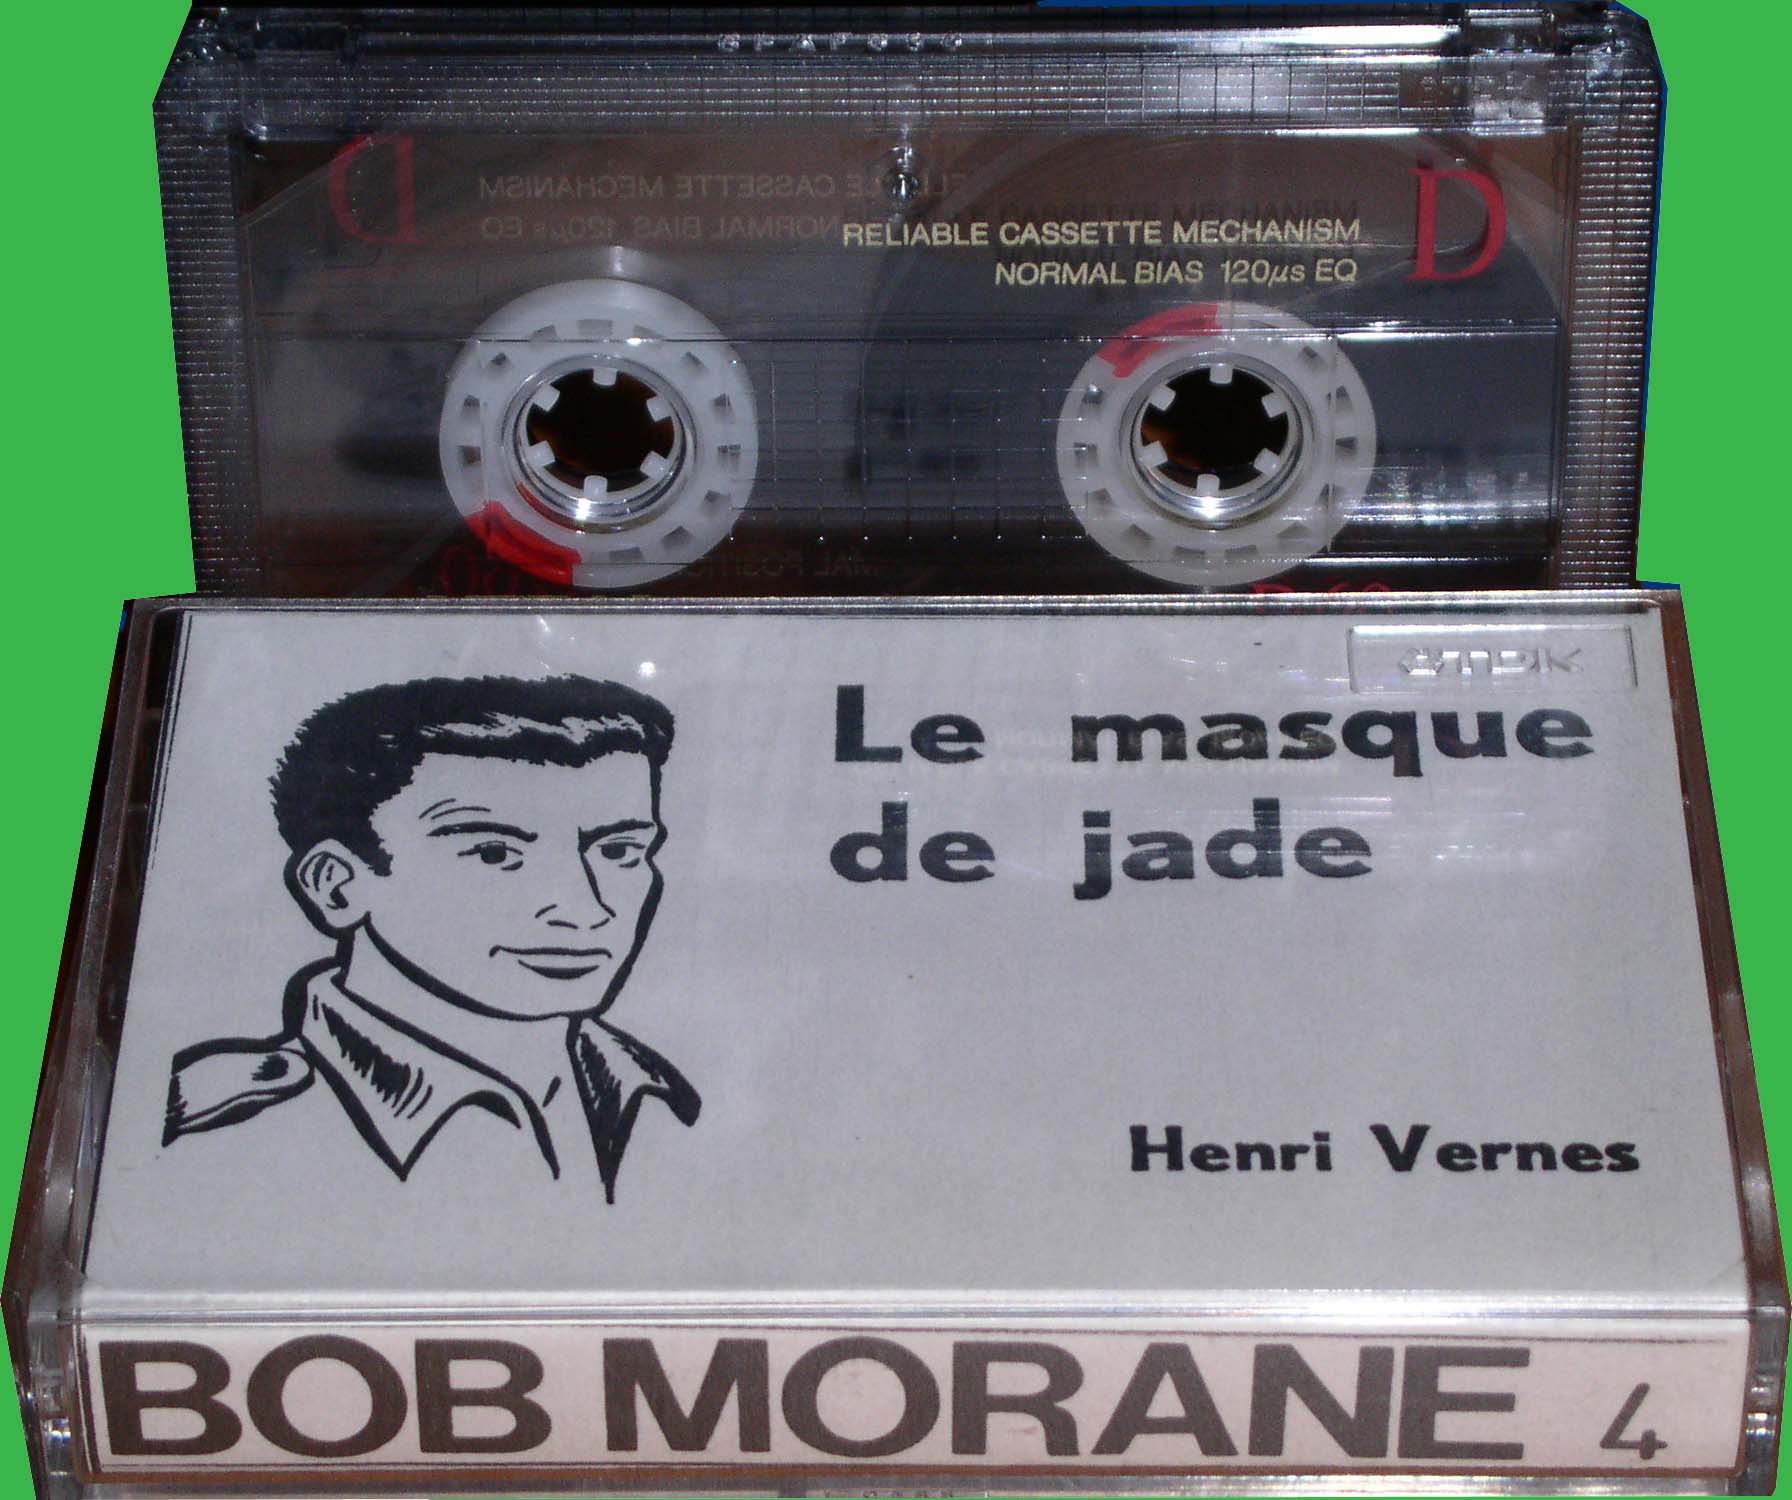 D
RELIABLE CASSETTE MECHANISM
NORMAL BIAS 120µs EQ
TDK
Le masque
de jade
Henri Vernes
BOB MORANE 4